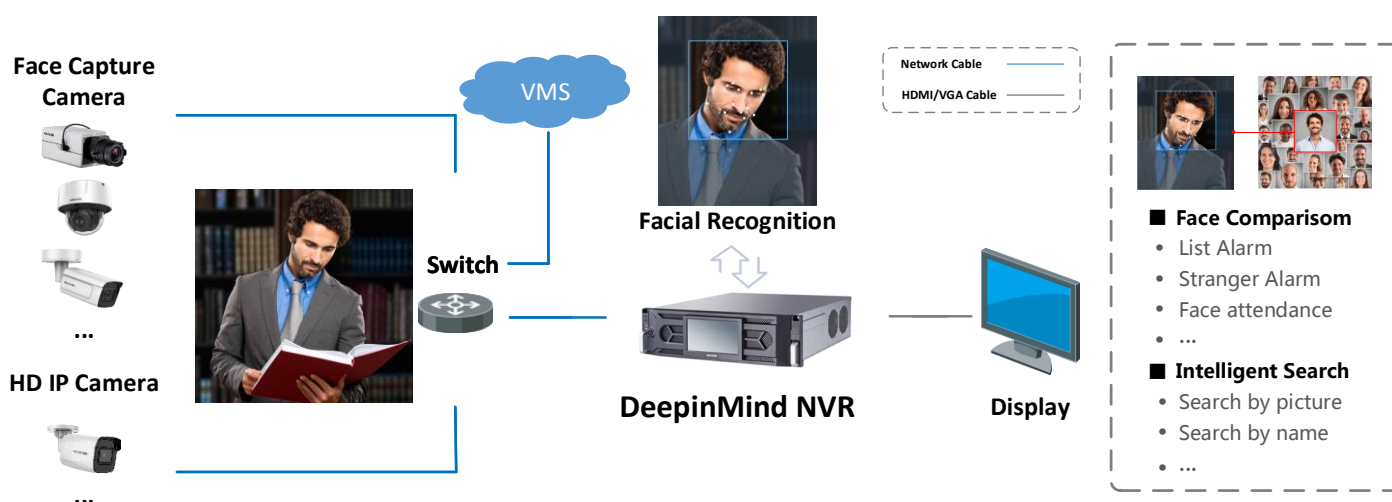 Face Capture
Camera
...
HD IP Camera
...
VMS
Switch
Facial Recognition
DeepinMind NVR
Network Cable
HDMI/VGA Cable
Display
■ Face Comparisom
• List Alarm
• Stranger Alarm
• Face attendance
• ...
■ Intelligent Search
• Search by picture
• Search by name
• ...